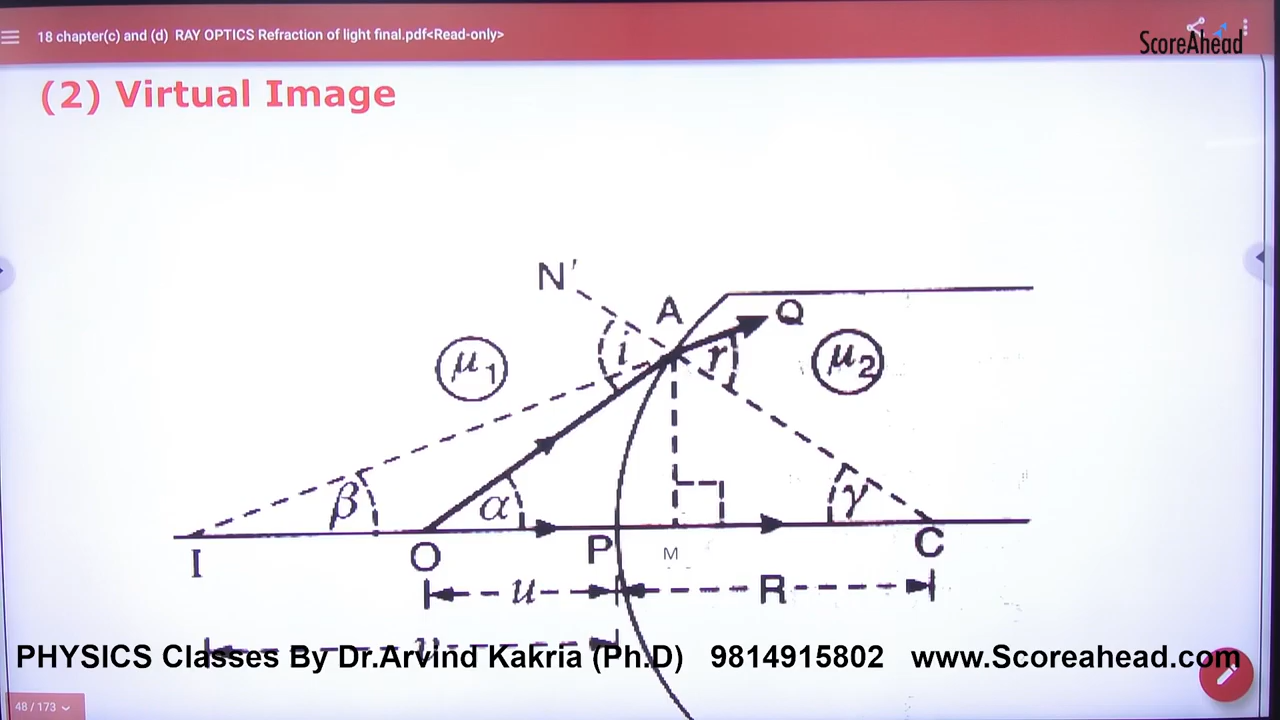 18 chapter(c) and (d) RAY OPTICS Refraction of light final.pdf<Read-only>
ScoreAhead
(2) Virtual Image
N'
A
Q
i
r
μ1
μ2
β
α
γ
I
O
P
M
C
u
R
υ
PHYSICS Classes By Dr.Arvind Kakria (Ph.D) 9814915802 www.Scoreahead.com
48 / 173